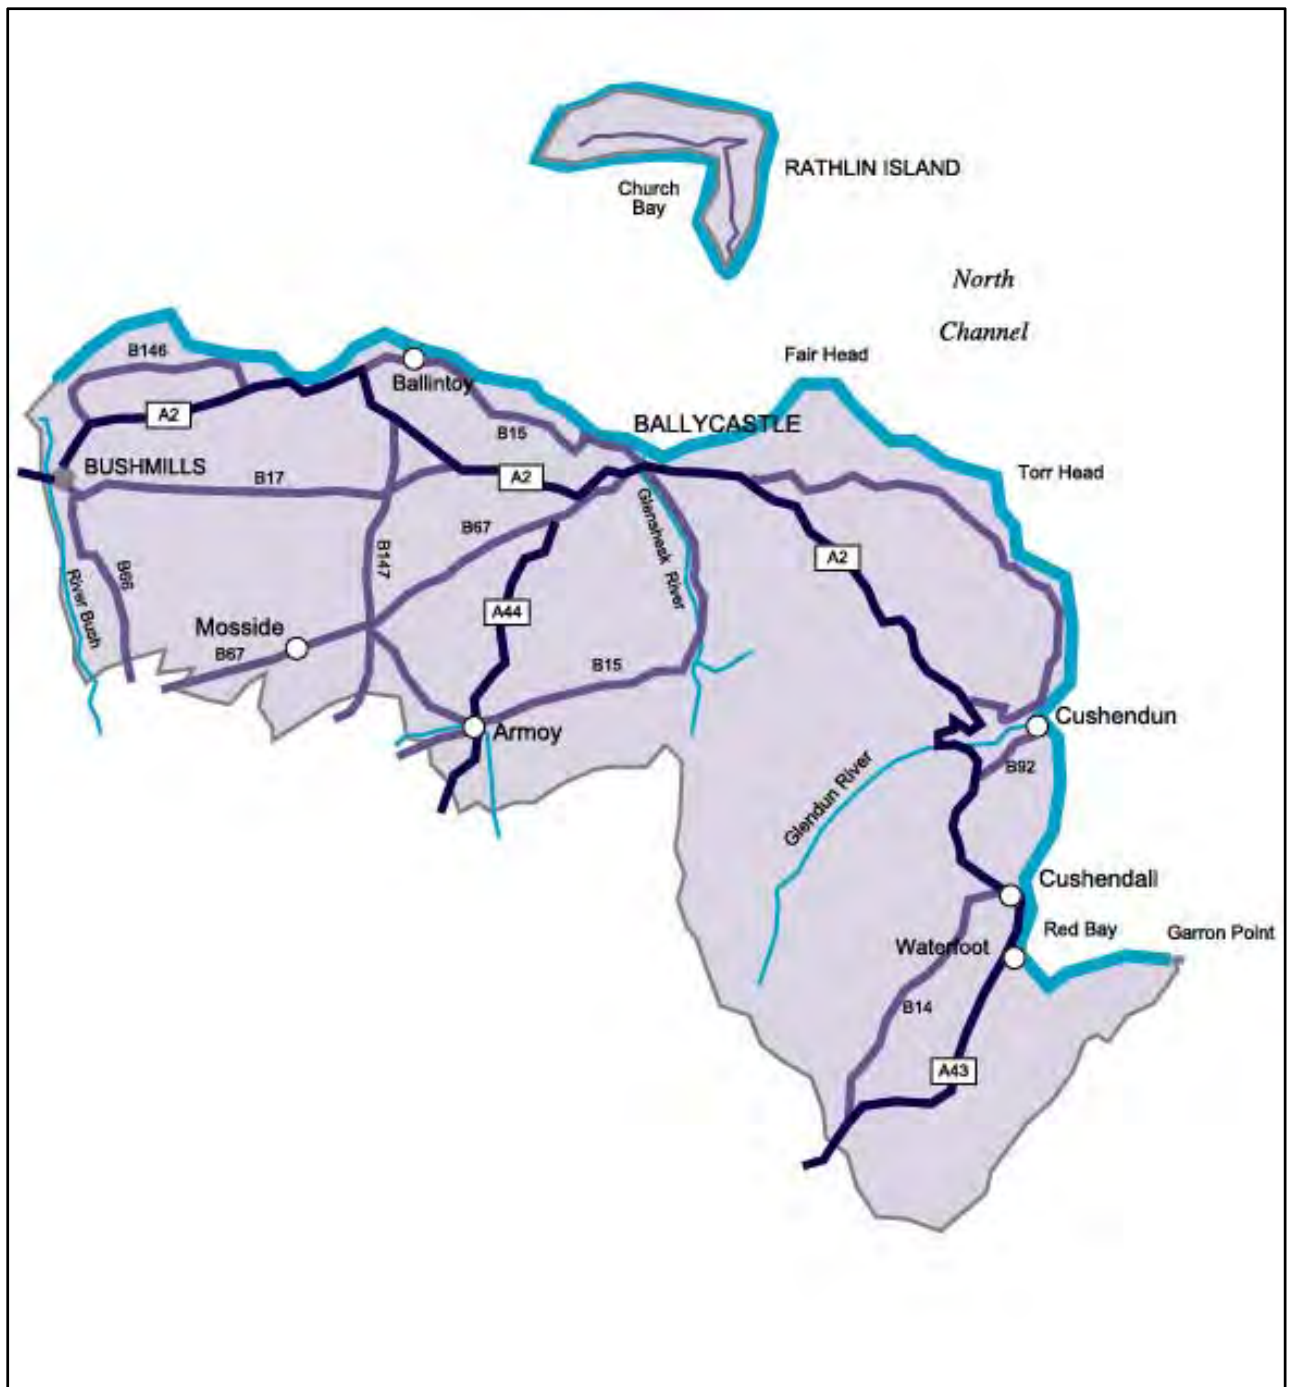 RATHLIN ISLAND
Church
Bay
North
Channel
B146
Fair Head
Ballintoy
A2
BALLYCASTLE
B15
BUSHMILLS
Torr Head
B17
A2
Glenshesk River
B67
B147
A2
B66
River Bush
A44
Mosside
B67
B15
Cushendun
Armoy
B92
Glendun River
Cushendall
Red Bay
Garron Point
Waterfoot
B14
A43